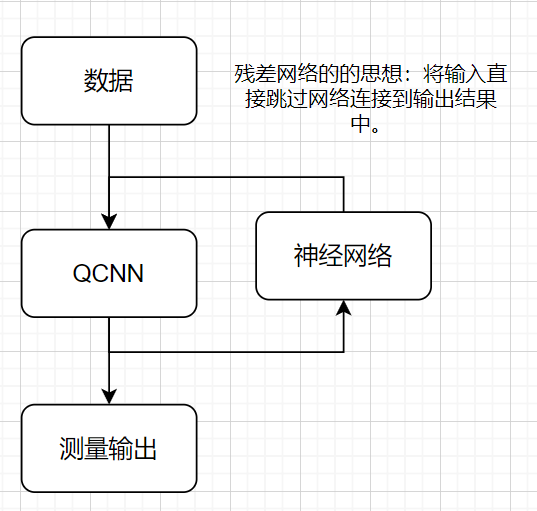 数据
残差网络的的思想：将输入直
接跳过网络连接到输出结果
中。
QCNN
神经网络
测量输出